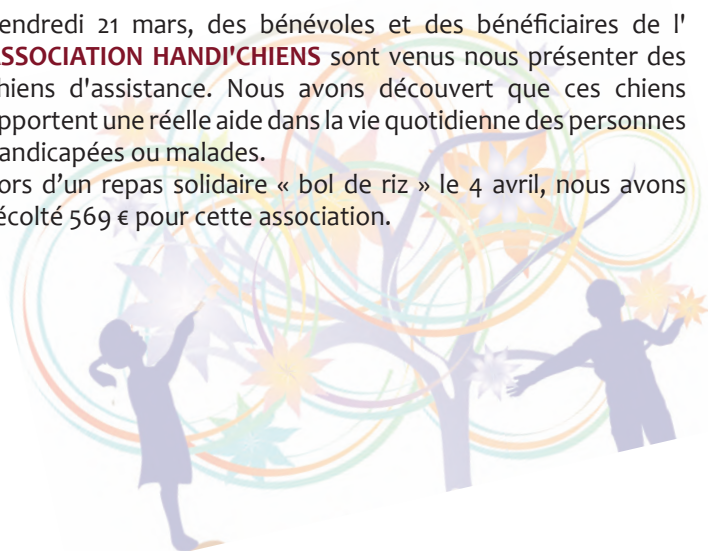 endredi 21 mars, des bénévoles et des bénéficiaires de l'
ASSOCIATION HANDI'CHIENS sont venus nous présenter des
hiens d'assistance. Nous avons découvert que ces chiens
pportent une réelle aide dans la vie quotidienne des personnes
andicapées ou malades.
ors d’un repas solidaire « bol de riz » le 4 avril, nous avons
écolté 569 € pour cette association.